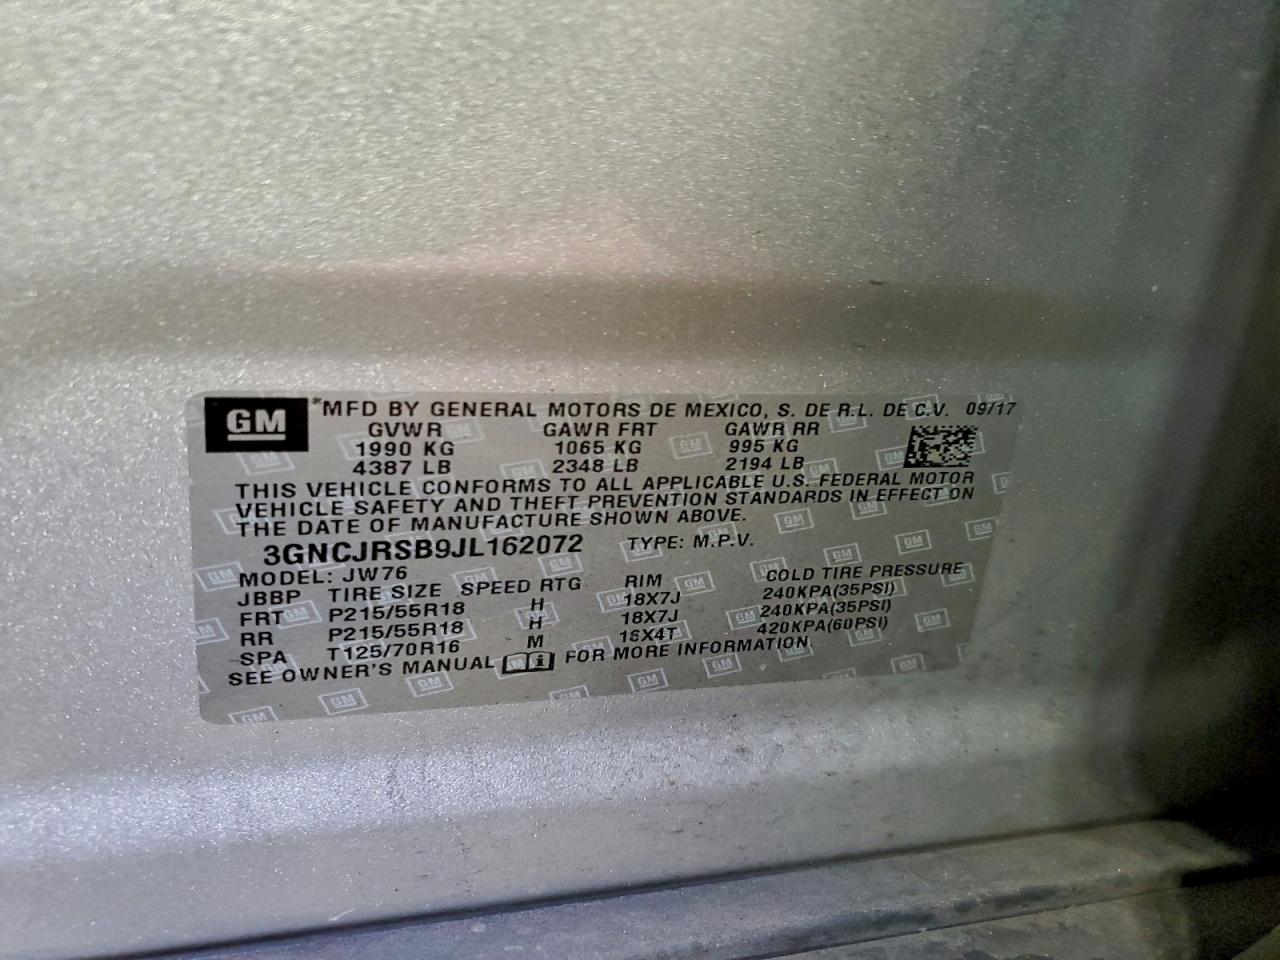 GM MFD BY GENERAL MOTORS DE MEXICO, S. DE R.L. DE C.V. 09/17
GVWR GAWR FRT GAWR RR
1990 KG 1065 KG 995 KG
4387 LB 2348 LB 2194 LB
THIS VEHICLE CONFORMS TO ALL APPLICABLE U.S. FEDERAL MOTOR
VEHICLE SAFETY AND THEFT PREVENTION STANDARDS IN EFFECT ON
THE DATE OF MANUFACTURE SHOWN ABOVE.
3GNCJRSB9JL162072 TYPE: M.P.V.
MODEL: JW76
JBBP TIRE SIZE SPEED RTG RIM COLD TIRE PRESSURE
FRT P215/55R18 H 18X7J 240KPA(35PSI)
RR P215/55R18 H 18X7J 240KPA(35PSI)
SPA T125/70R16 M 16X4T 420KPA(60PSI)
SEE OWNER'S MANUAL FOR MORE INFORMATION.